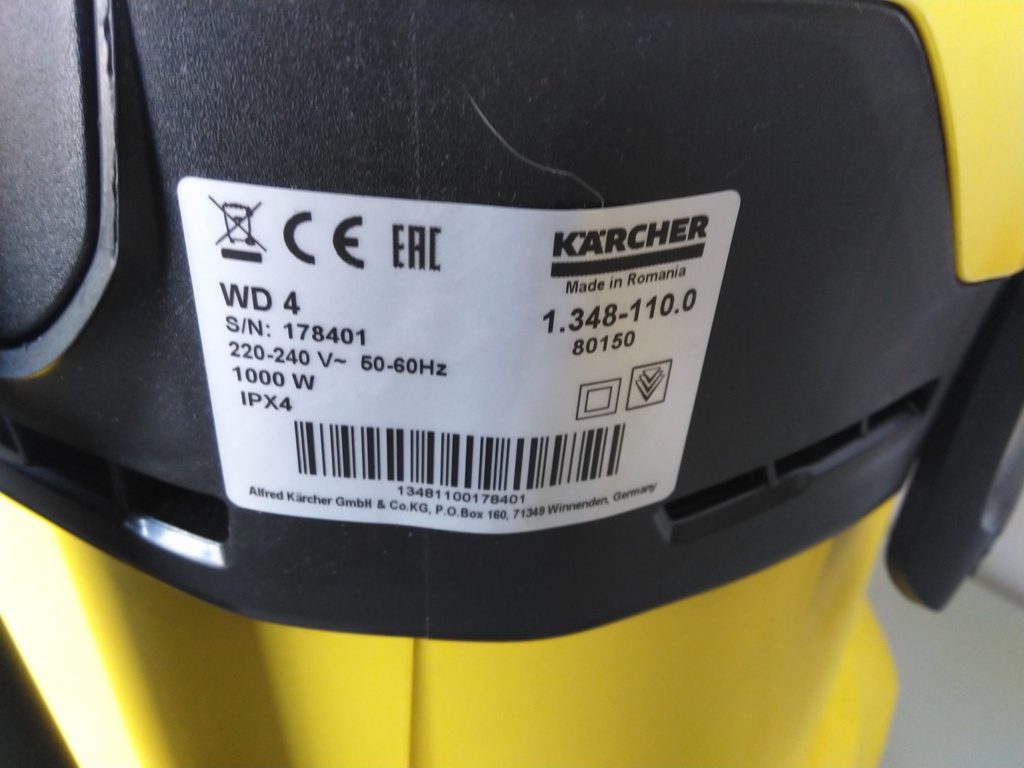 CE EAC
KÄRCHER
Made in Romania
WD 4
1.348-110.0
S/N: 178401
80150
220-240 V~ 50-60Hz
1000 W
IPX4
13481100178401
Alfred Kärcher GmbH & Co.KG, P.O.Box 160, 71349 Winnenden, Germany